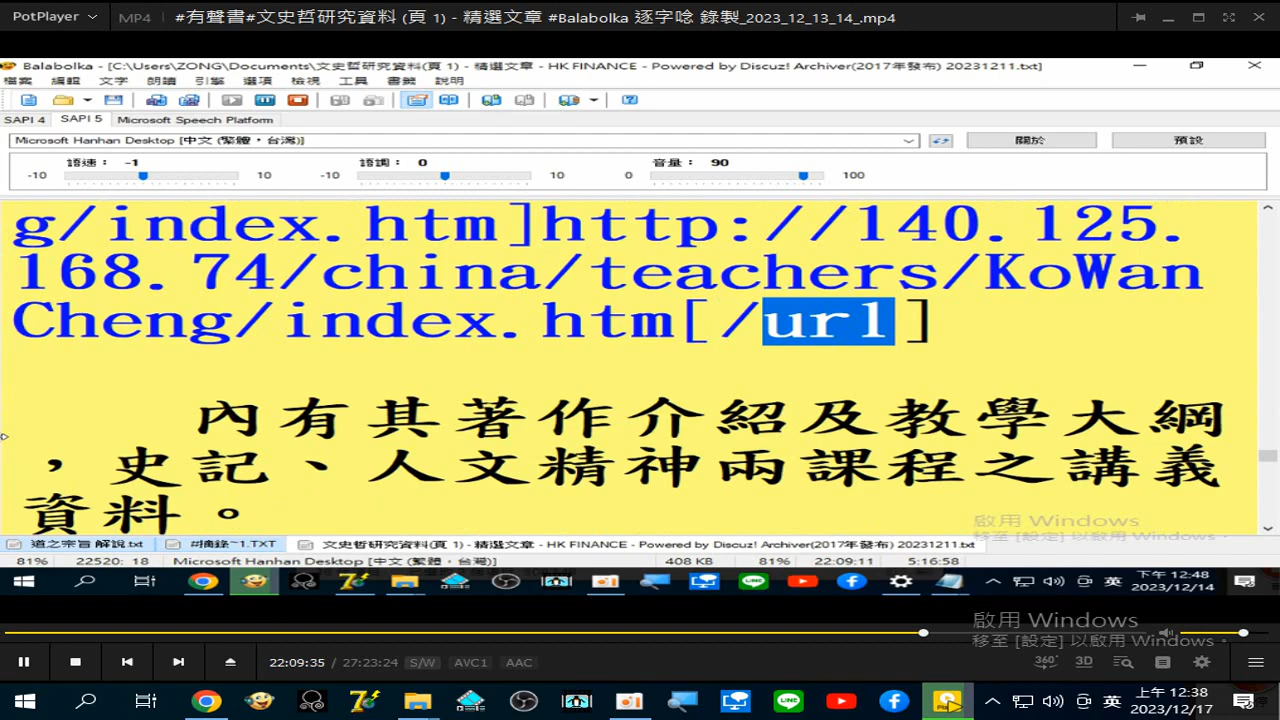 PotPlayer MP4 #有聲書#文史哲研究資料 (頁 1) - 精選文章 #Balabolka 逐字唸 錄製_2023_12_13_14_.mp4
Balabolka - [C:\Users\ZONG\Documents\文史哲研究資料(頁 1) - 精選文章 - HK FINANCE - Powered by Discuz! Archiver(2017年發布) 20231211.txt]
檔案 編輯 文字 朗讀 引擎 選項 檢視 工具 書籤 說明
SAPI 4 SAPI 5 Microsoft Speech Platform
Microsoft Hanhan Desktop [中文 (繁體，台灣)] 關於 預設
語速： -1 語調： 0 音量： 90
-10 10 -10 10 0 100
g/index.htm]http://140.125.
168.74/china/teachers/KoWan
Cheng/index.htm[/url]
內有其著作介紹及教學大綱
，史記、人文精神兩課程之講義
資料。
啟用 Windows
移至 [設定] 以啟用 Windows。
道之宗旨 解說.txt #摘錄~1.TXT 文史哲研究資料(頁 1) - 精選文章 - HK FINANCE - Powered by Discuz! Archiver(2017年發布) 20231211.txt
81% 22520: 18 Microsoft Hanhan Desktop [中文 (繁體，台灣)] 408 KB 81% 22:09:11 5:16:58
英 下午 12:48
2023/12/14
啟用 Windows
移至 [設定] 以啟用 Windows。
22:09:35 / 27:23:24 S/W AVC1 AAC 360° 3D
英 上午 12:38
2023/12/17